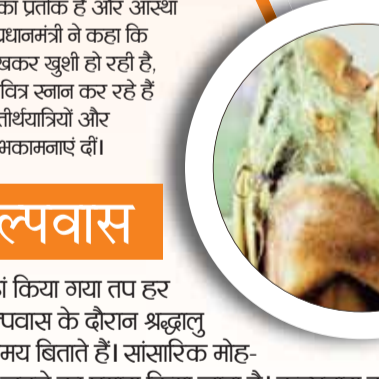 का प्रतीक है और आस्था
प्रधानमंत्री ने कहा कि
खकर खुशी हो रही है,
वित्र स्नान कर रहे हैं
तीर्थयात्रियों और
भकामनाएं दीं।
ल्पवास
हां किया गया तप हर
पवास के दौरान श्रद्धालु
मय बिताते हैं। सांसारिक मोह-